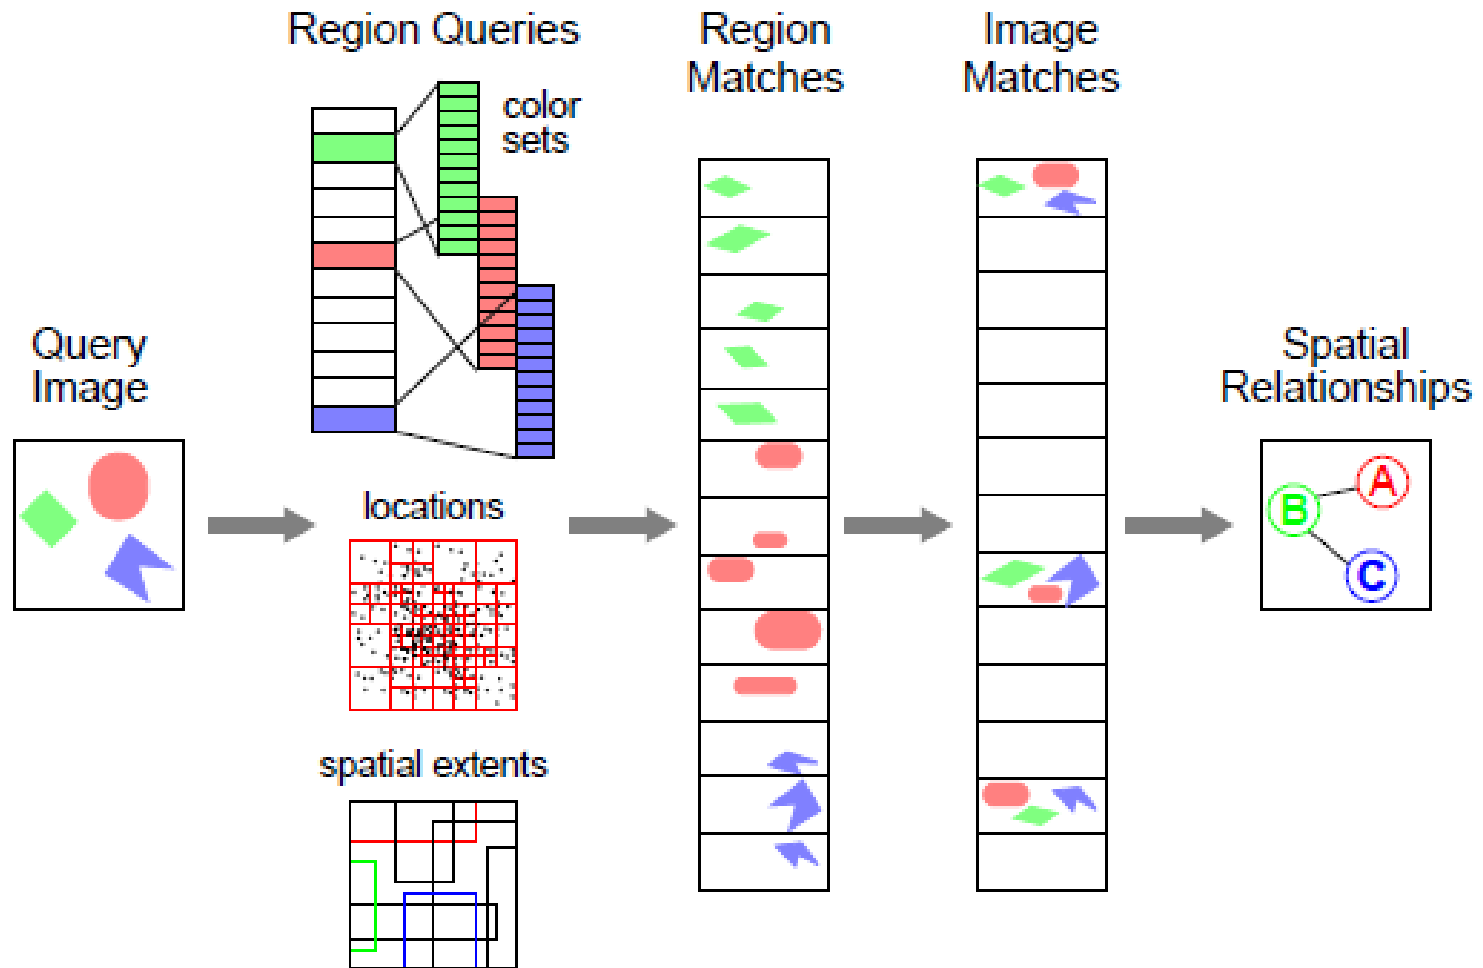 Region Queries
Region
Matches
Image
Matches
color
sets
Query
Image
locations
spatial extents
Spatial
Relationships
A
B
C